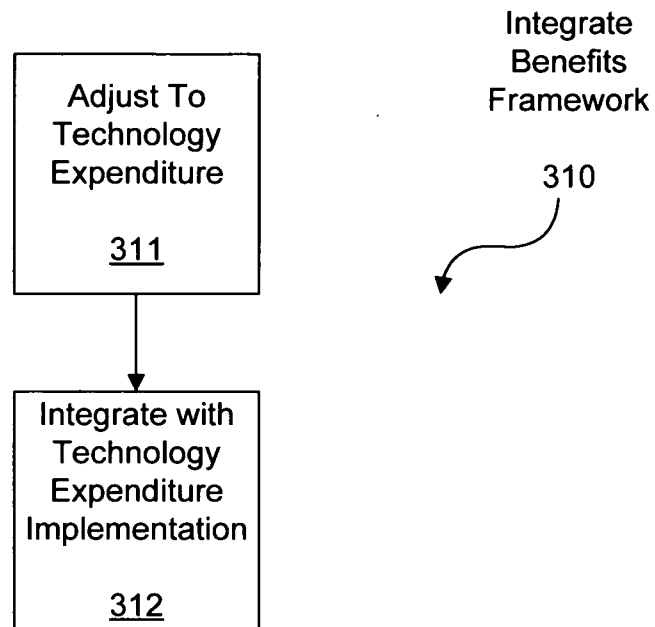 Integrate
Benefits
Framework
310
Adjust To
Technology
Expenditure
311
Integrate with
Technology
Expenditure
Implementation
312